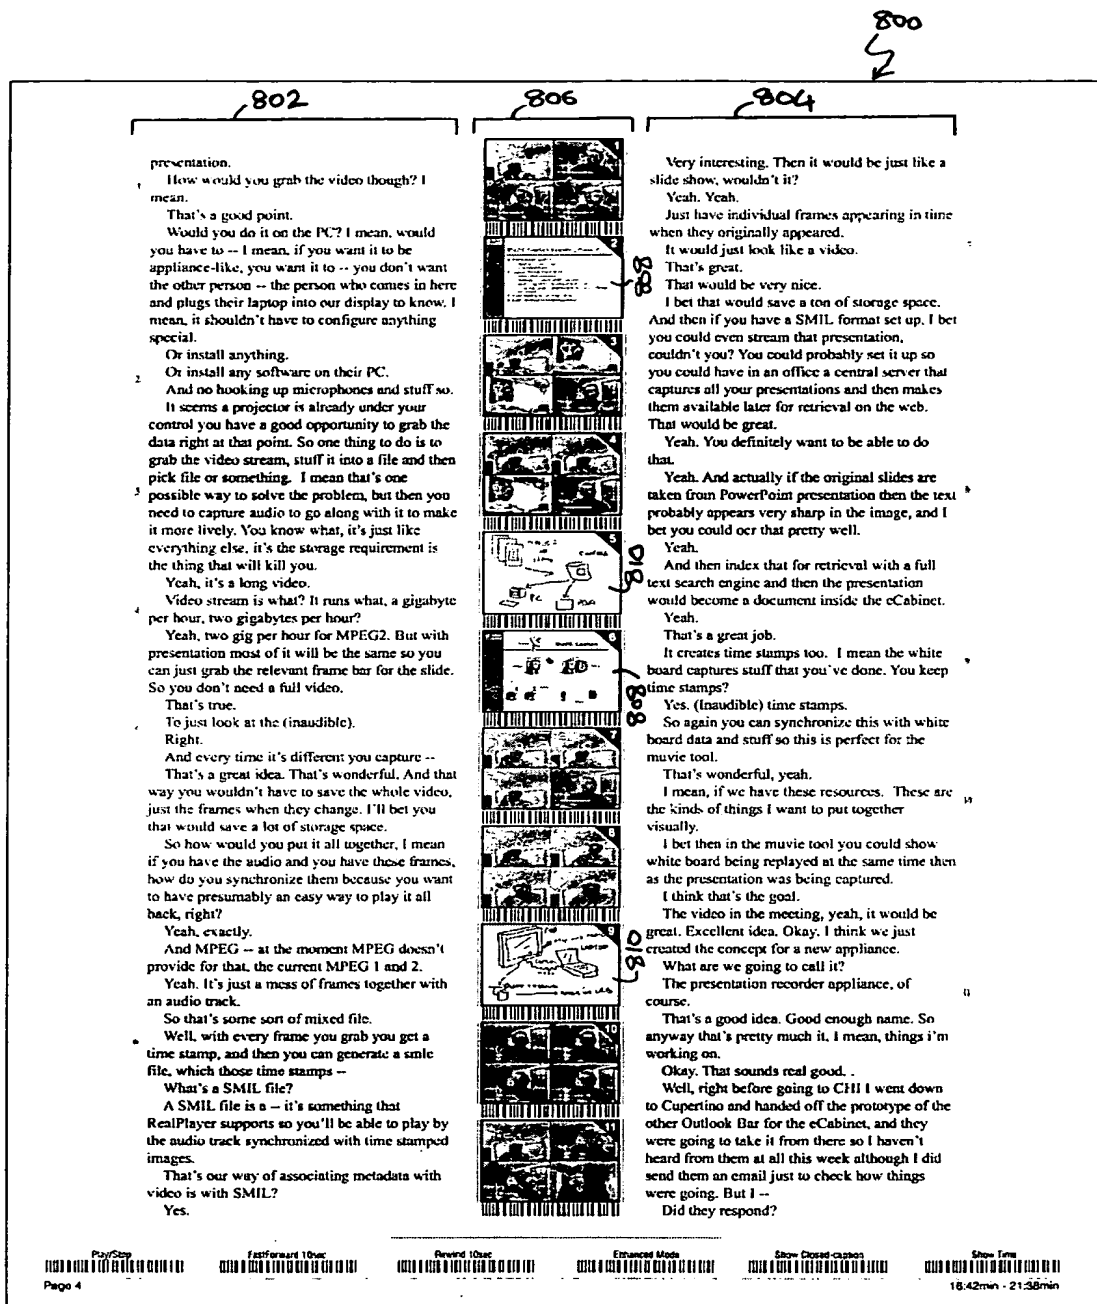 800
802
806
804
presentation.
How would you grab the video though? I
mean.
That's a good point.
Would you do it on the PC? I mean, would
you have to -- I mean, if you want it to be
appliance-like, you want it to -- you don't want
the other person -- the person who comes in here
and plugs their laptop into our display to know. I
mean, it shouldn't have to configure anything
special.
Or install anything.
Or install any software on their PC.
And no hooking up microphones and stuff so.
It seems a projector is already under your
control you have a good opportunity to grab the
data right at that point. So one thing to do is to
grab the video stream, stuff it into a file and then
pick file or something. I mean that's one
possible way to solve the problem, but then you
need to capture audio to go along with it to make
it more lively. You know what, it's just like
everything else, it's the storage requirement is
the thing that will kill you.
Yeah, it's a long video.
Video stream is what? It runs what, a gigabyte
per hour, two gigabytes per hour?
Yeah, two gig per hour for MPEG2. But with
presentation most of it will be the same so you
can just grab the relevant frame bar for the slide.
So you don't need a full video.
That's true.
To just look at the (inaudible).
Right.
And every time it's different you capture --
That's a great idea. That's wonderful. And that
way you wouldn't have to save the whole video,
just the frames when they change. I'll bet you
that would save a lot of storage space.
So how would you put it all together, I mean
if you have the audio and you have these frames,
how do you synchronize them because you want
to have presumably an easy way to play it all
back, right?
Yeah, exactly.
And MPEG -- at the moment MPEG doesn't
provide for that, the current MPEG 1 and 2.
Yeah. It's just a mess of frames together with
an audio track.
So that's some sort of mixed file.
Well, with every frame you grab you get a
time stamp, and then you can generate a smle
file, which those time stamps --
What's a SMIL file?
A SMIL file is a -- it's something that
RealPlayer supports so you'll be able to play by
the audio track synchronized with time stamped
images.
That's our way of associating metadata with
video is with SMIL?
Yes.
1
2
808
3
4
5
810
PC
PDA
6
808
7
8
9
810
10
11
Very interesting. Then it would be just like a
slide show, wouldn't it?
Yeah. Yeah.
Just have individual frames appearing in time
when they originally appeared.
It would just look like a video.
That's great.
That would be very nice.
I bet that would save a ton of storage space.
And then if you have a SMIL format set up, I bet
you could even stream that presentation,
couldn't you? You could probably set it up so
you could have in an office a central server that
captures all your presentations and then makes
them available later for retrieval on the web.
That would be great.
Yeah. You definitely want to be able to do
that.
Yeah. And actually if the original slides are
taken from PowerPoint presentation then the text
probably appears very sharp in the image, and I
bet you could ocr that pretty well.
Yeah.
And then index that for retrieval with a full
text search engine and then the presentation
would become a document inside the eCabinet.
Yeah.
That's a great job.
It creates time stamps too. I mean the white
board captures stuff that you've done. You keep
time stamps?
Yes. (Inaudible) time stamps.
So again you can synchronize this with white
board data and stuff so this is perfect for the
muvie tool.
That's wonderful, yeah.
I mean, if we have these resources. These are
the kinds of things I want to put together
visually.
I bet then in the muvie tool you could show
white board being replayed at the same time then
as the presentation was being captured.
I think that's the goal.
The video in the meeting, yeah, it would be
great. Excellent idea. Okay. I think we just
created the concept for a new appliance.
What are we going to call it?
The presentation recorder appliance, of
course.
That's a good idea. Good enough name. So
anyway that's pretty much it. I mean, things i'm
working on.
Okay. That sounds real good. .
Well, right before going to CHI I went down
to Cupertino and handed off the prototype of the
other Outlook Bar for the eCabinet, and they
were going to take it from there so I haven't
heard from them at all this week although I did
send them an email just to check how things
were going. But I --
Did they respond?
Play/Stop
FastForward 10sec
Rewind 10sec
Enhanced Mode
Show Closed-caption
Show Time
Page 4
16:42min - 21:38min